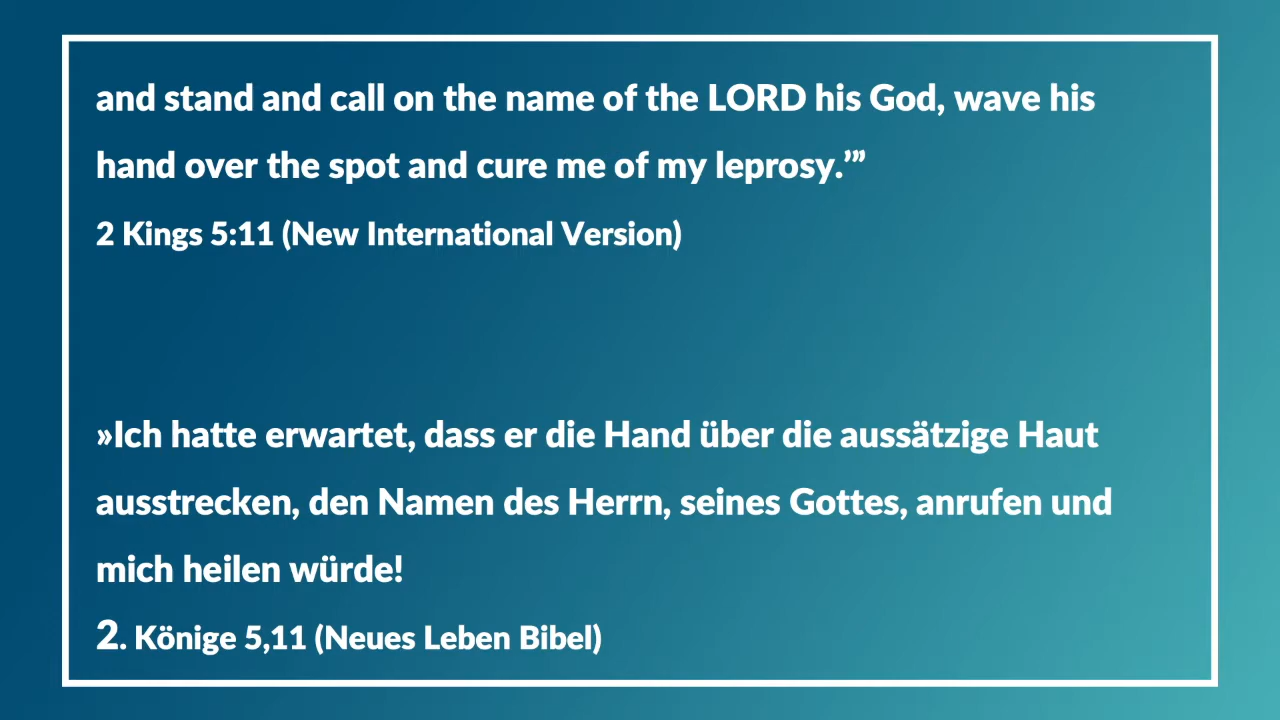 and stand and call on the name of the LORD his God, wave his
hand over the spot and cure me of my leprosy.’”
2 Kings 5:11 (New International Version)
»Ich hatte erwartet, dass er die Hand über die aussätzige Haut
ausstrecken, den Namen des Herrn, seines Gottes, anrufen und
mich heilen würde!
2. Könige 5,11 (Neues Leben Bibel)